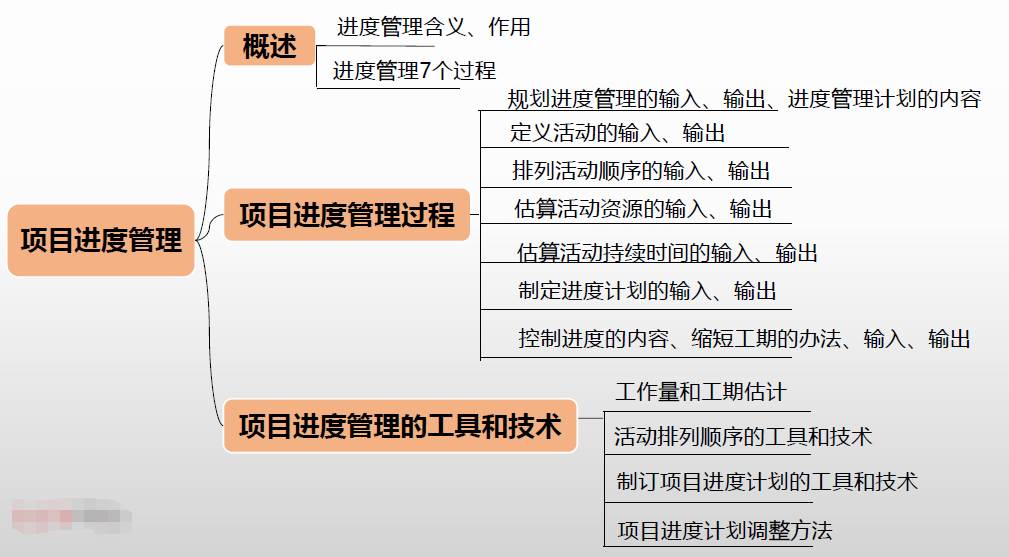 项目进度管理
概述
进度管理含义、作用
进度管理7个过程
项目进度管理过程
规划进度管理的输入、输出、进度管理计划的内容
定义活动的输入、输出
排列活动顺序的输入、输出
估算活动资源的输入、输出
估算活动持续时间的输入、输出
制定进度计划的输入、输出
控制进度的内容、缩短工期的办法、输入、输出
项目进度管理的工具和技术
工作量和工期估计
活动排列顺序的工具和技术
制订项目进度计划的工具和技术
项目进度计划调整方法